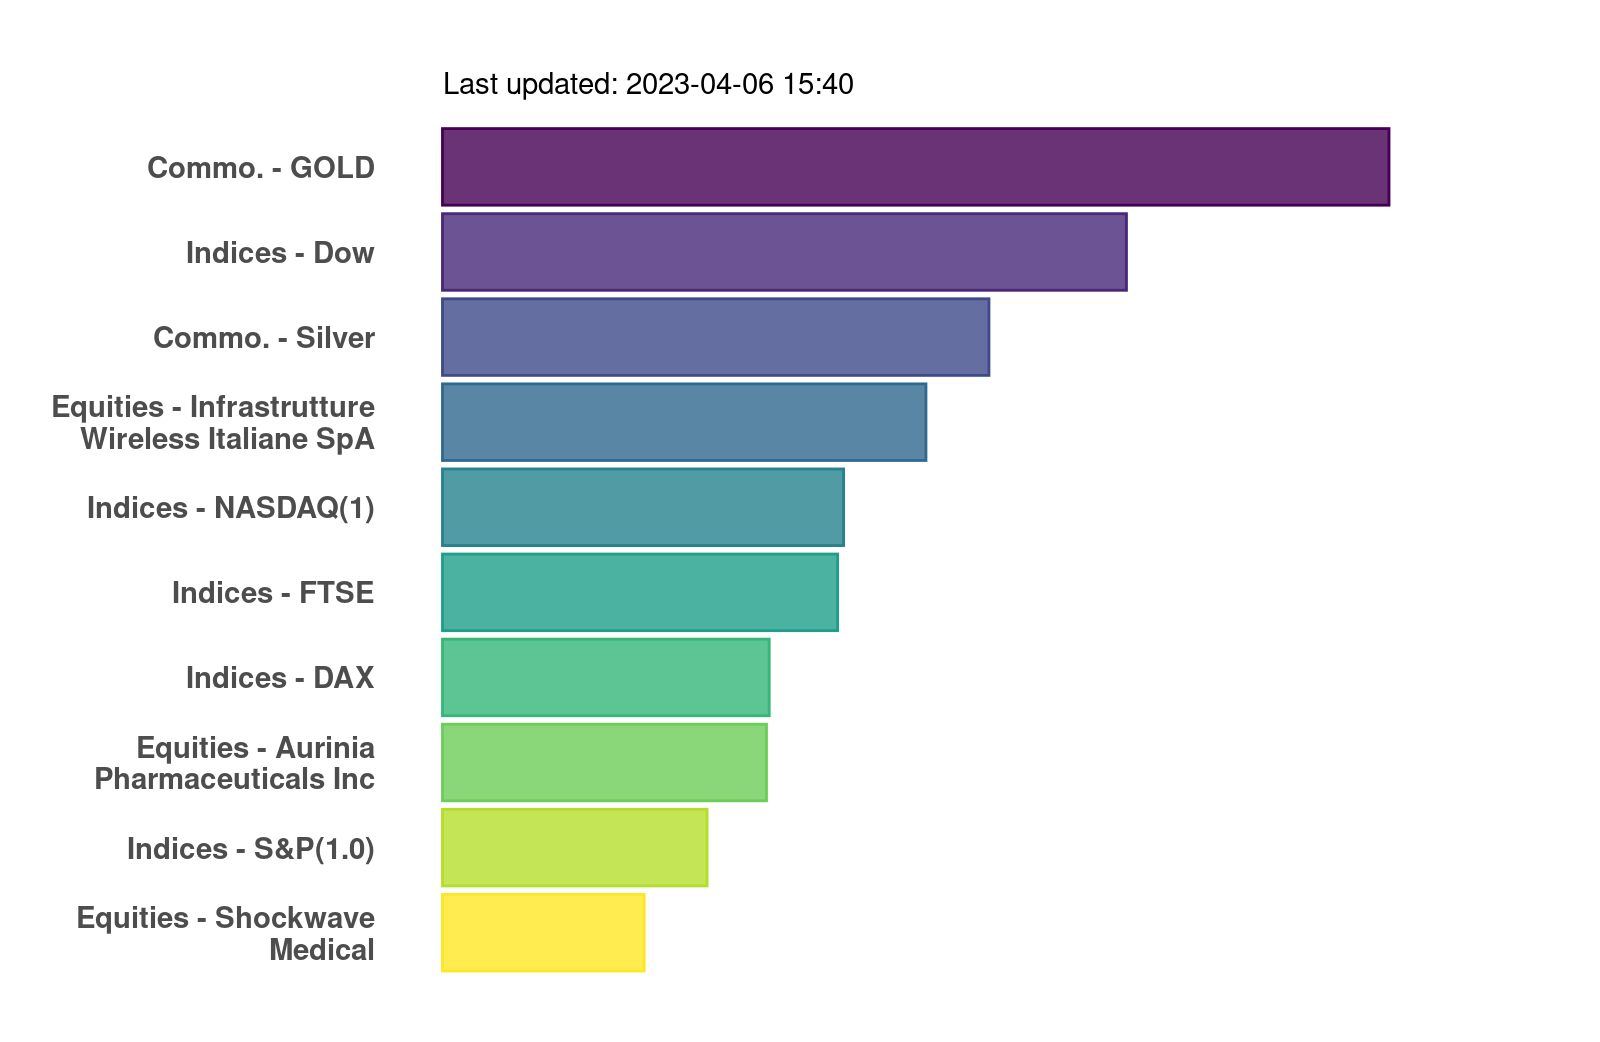 Last updated: 2023-04-06 15:40
Commo. - GOLD
Indices - Dow
Commo. - Silver
Equities - Infrastrutture
Wireless Italiane SpA
Indices - NASDAQ(1)
Indices - FTSE
Indices - DAX
Equities - Aurinia
Pharmaceuticals Inc
Indices - S&P(1.0)
Equities - Shockwave
Medical